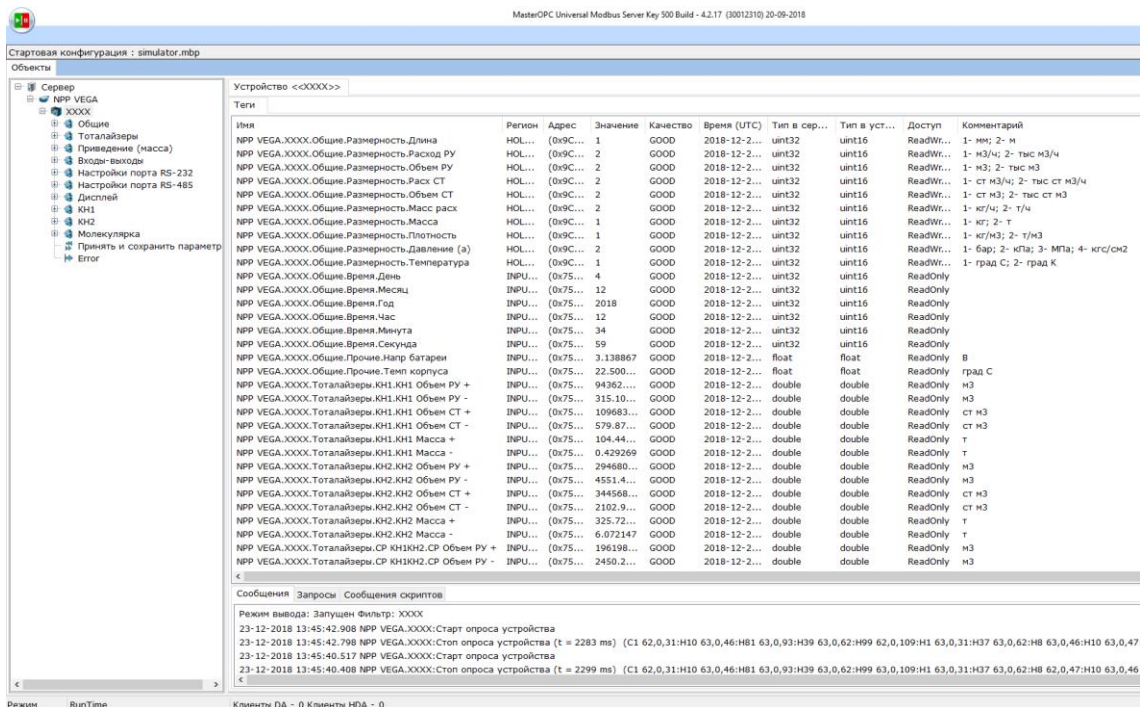 MasterOPC Universal Modbus Server Key 500 Build - 4.2.17 (30012310) 20-09-2018
Стартовая конфигурация : simulator.mbp
Объекты
Сервер
NPP VEGA
XXXX
Общие
Тоталайзеры
Приведение (масса)
Входы-выходы
Настройки порта RS-232
Настройки порта RS-485
Дисплей
КН1
КН2
Молекулярка
Принять и сохранить параметр
Error
Устройство <<XXXX>>
Теги
Имя Регион Адрес Значение Качество Время (UTC) Тип в сер... Тип в уст... Доступ Комментарий
NPP VEGA.XXXX.Общие.Размерность.Длина HOL... (0x9C... 1 GOOD 2018-12-2... uint32 uint16 ReadWr... 1- мм; 2- м
NPP VEGA.XXXX.Общие.Размерность.Расход РУ HOL... (0x9C... 2 GOOD 2018-12-2... uint32 uint16 ReadWr... 1- м3/ч; 2- тыс м3/ч
NPP VEGA.XXXX.Общие.Размерность.Объем РУ HOL... (0x9C... 2 GOOD 2018-12-2... uint32 uint16 ReadWr... 1- м3; 2- тыс м3
NPP VEGA.XXXX.Общие.Размерность.Расх СТ HOL... (0x9C... 2 GOOD 2018-12-2... uint32 uint16 ReadWr... 1- ст м3/ч; 2- тыс ст м3/ч
NPP VEGA.XXXX.Общие.Размерность.Объем СТ HOL... (0x9C... 2 GOOD 2018-12-2... uint32 uint16 ReadWr... 1- ст м3; 2- тыс ст м3
NPP VEGA.XXXX.Общие.Размерность.Масс расх HOL... (0x9C... 2 GOOD 2018-12-2... uint32 uint16 ReadWr... 1- кг/ч; 2- т/ч
NPP VEGA.XXXX.Общие.Размерность.Масса HOL... (0x9C... 1 GOOD 2018-12-2... uint32 uint16 ReadWr... 1- кг; 2- т
NPP VEGA.XXXX.Общие.Размерность.Плотность HOL... (0x9C... 1 GOOD 2018-12-2... uint32 uint16 ReadWr... 1- кг/м3; 2- т/м3
NPP VEGA.XXXX.Общие.Размерность.Давление (а) HOL... (0x9C... 2 GOOD 2018-12-2... uint32 uint16 ReadWr... 1- бар; 2- кПа; 3- МПа; 4- кгс/см2
NPP VEGA.XXXX.Общие.Размерность.Температура HOL... (0x9C... 1 GOOD 2018-12-2... uint32 uint16 ReadWr... 1- град С; 2- град К
NPP VEGA.XXXX.Общие.Время.День INPU... (0x75... 4 GOOD 2018-12-2... uint32 uint16 ReadOnly
NPP VEGA.XXXX.Общие.Время.Месяц INPU... (0x75... 12 GOOD 2018-12-2... uint32 uint16 ReadOnly
NPP VEGA.XXXX.Общие.Время.Год INPU... (0x75... 2018 GOOD 2018-12-2... uint32 uint16 ReadOnly
NPP VEGA.XXXX.Общие.Время.Час INPU... (0x75... 12 GOOD 2018-12-2... uint32 uint16 ReadOnly
NPP VEGA.XXXX.Общие.Время.Минута INPU... (0x75... 34 GOOD 2018-12-2... uint32 uint16 ReadOnly
NPP VEGA.XXXX.Общие.Время.Секунда INPU... (0x75... 59 GOOD 2018-12-2... uint32 uint16 ReadOnly
NPP VEGA.XXXX.Общие.Прочие.Напр батареи INPU... (0x75... 3.138867 GOOD 2018-12-2... float float ReadOnly В
NPP VEGA.XXXX.Общие.Прочие.Темп корпуса INPU... (0x75... 22.500... GOOD 2018-12-2... float float ReadOnly град С
NPP VEGA.XXXX.Тоталайзеры.КН1.КН1 Объем РУ + INPU... (0x75... 94362.... GOOD 2018-12-2... double double ReadOnly м3
NPP VEGA.XXXX.Тоталайзеры.КН1.КН1 Объем РУ - INPU... (0x75... 315.10... GOOD 2018-12-2... double double ReadOnly м3
NPP VEGA.XXXX.Тоталайзеры.КН1.КН1 Объем СТ + INPU... (0x75... 109683... GOOD 2018-12-2... double double ReadOnly ст м3
NPP VEGA.XXXX.Тоталайзеры.КН1.КН1 Объем СТ - INPU... (0x75... 579.87... GOOD 2018-12-2... double double ReadOnly ст м3
NPP VEGA.XXXX.Тоталайзеры.КН1.КН1 Масса + INPU... (0x75... 104.44... GOOD 2018-12-2... double double ReadOnly т
NPP VEGA.XXXX.Тоталайзеры.КН1.КН1 Масса - INPU... (0x75... 0.429269 GOOD 2018-12-2... double double ReadOnly т
NPP VEGA.XXXX.Тоталайзеры.КН2.КН2 Объем РУ + INPU... (0x75... 294680... GOOD 2018-12-2... double double ReadOnly м3
NPP VEGA.XXXX.Тоталайзеры.КН2.КН2 Объем РУ - INPU... (0x75... 4551.4... GOOD 2018-12-2... double double ReadOnly м3
NPP VEGA.XXXX.Тоталайзеры.КН2.КН2 Объем СТ + INPU... (0x75... 344568... GOOD 2018-12-2... double double ReadOnly ст м3
NPP VEGA.XXXX.Тоталайзеры.КН2.КН2 Объем СТ - INPU... (0x75... 2102.9... GOOD 2018-12-2... double double ReadOnly ст м3
NPP VEGA.XXXX.Тоталайзеры.КН2.КН2 Масса + INPU... (0x75... 325.72... GOOD 2018-12-2... double double ReadOnly т
NPP VEGA.XXXX.Тоталайзеры.КН2.КН2 Масса - INPU... (0x75... 6.072147 GOOD 2018-12-2... double double ReadOnly т
NPP VEGA.XXXX.Тоталайзеры.СР КН1КН2.СР Объем РУ + INPU... (0x75... 196198... GOOD 2018-12-2... double double ReadOnly м3
NPP VEGA.XXXX.Тоталайзеры.СР КН1КН2.СР Объем РУ - INPU... (0x75... 2450.2... GOOD 2018-12-2... double double ReadOnly м3
Сообщения Запросы Сообщения скриптов
Режим вывода: Запущен Фильтр: XXXX
23-12-2018 13:45:42.908 NPP VEGA.XXXX:Старт опроса устройства
23-12-2018 13:45:42.798 NPP VEGA.XXXX:Стоп опроса устройства (t = 2283 ms) (C1 62,0,31:H10 63,0,46:H81 63,0,93:H39 63,0,62:H99 62,0,109:H1 63,0,31:H37 63,0,62:H8 63,0,46:H10 63,0,47
23-12-2018 13:45:40.517 NPP VEGA.XXXX:Старт опроса устройства
23-12-2018 13:45:40.408 NPP VEGA.XXXX:Стоп опроса устройства (t = 2299 ms) (C1 62,0,31:H10 63,0,46:H81 63,0,93:H39 63,0,62:H99 62,0,109:H1 63,0,31:H37 63,0,62:H8 62,0,47:H10 63,0,46
Режим RunTime Клиенты DA - 0 Клиенты HDA - 0